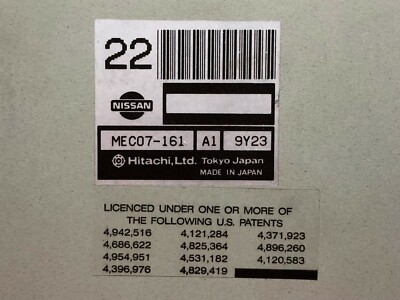 22
NISSAN
MECO7-161 A1 9Y23
Hitachi, Ltd. Tokyo Japan
MADE IN JAPAN
LICENCED UNDER ONE OR MORE OF
THE FOLLOWING U.S. PATENTS
4,942,516 4,121,284 4,371,923
4,686,622 4,825,364 4,896,260
4,954,951 4,531,182 4,120,583
4,396,976 4,829,419